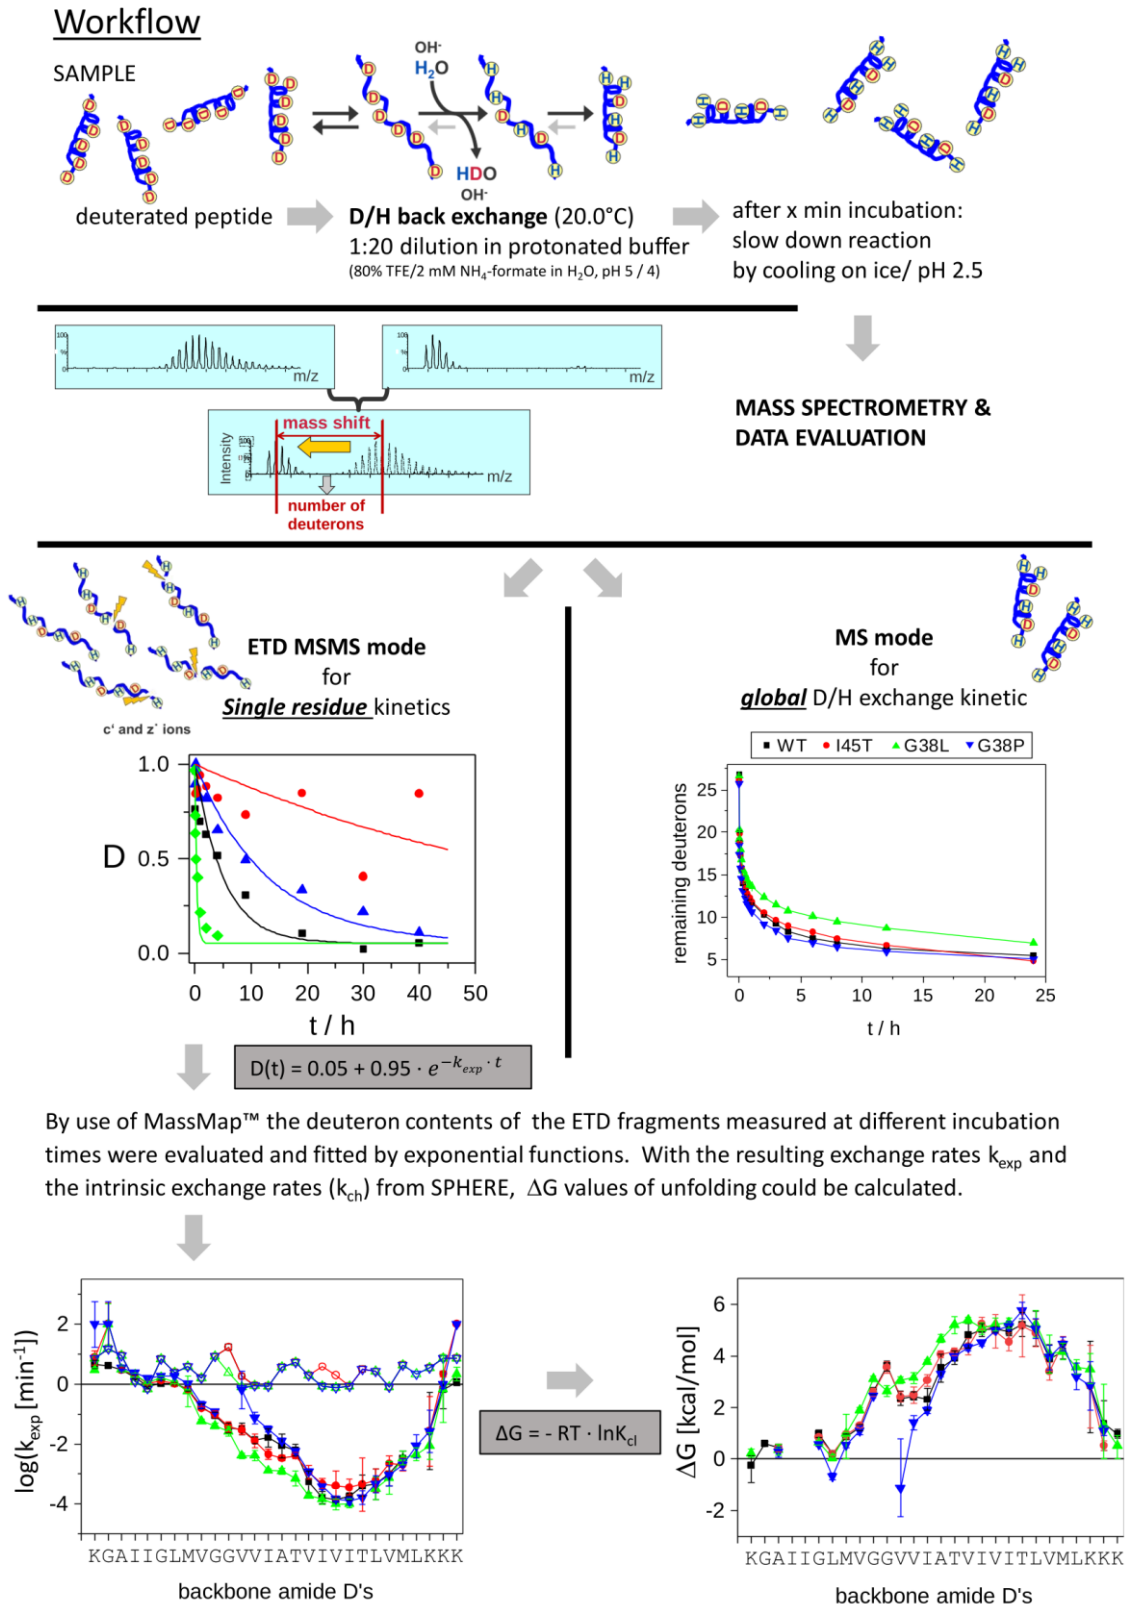 Workflow
SAMPLE
OH-
H2O
HDO
OH-
deuterated peptide
D/H back exchange (20.0°C)
1:20 dilution in protonated buffer
(80% TFE/2 mM NH4-formate in H2O, pH 5 / 4)
after x min incubation:
slow down reaction
by cooling on ice/ pH 2.5
100
%
m/z
100
%
m/z
mass shift
Intensity
m/z
number of
deuterons
MASS SPECTROMETRY &
DATA EVALUATION
ETD MSMS mode
for
Single residue kinetics
c' and z· ions
MS mode
for
global D/H exchange kinetic
WT I45T G38L G38P
1.0
0.5
0.0
D
0 10 20 30 40 50
t / h
25
20
15
10
5
remaining deuterons
0 5 10 15 20 25
t / h
D(t) = 0.05 + 0.95 · e^{-k_exp · t}
By use of MassMap™ the deuteron contents of the ETD fragments measured at different incubation
times were evaluated and fitted by exponential functions. With the resulting exchange rates kexp and
the intrinsic exchange rates (kch) from SPHERE, ΔG values of unfolding could be calculated.
2
0
-2
-4
log(kexp [min-1])
KGAIIGLMVGGVVIATVIVITLVMLKKK
backbone amide D's
ΔG = - RT · lnKcl
6
4
2
0
-2
ΔG [kcal/mol]
KGAIIGLMVGGVVIATVIVITLVMLKKK
backbone amide D's